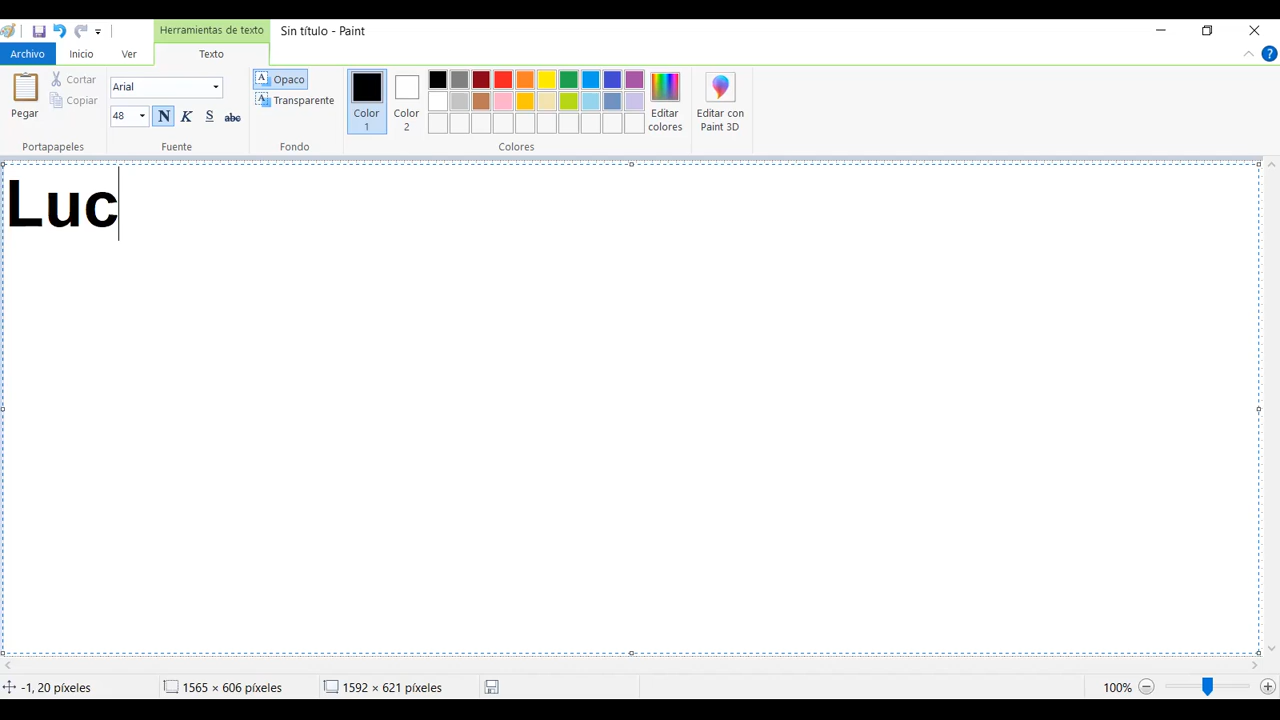 Herramientas de texto Sin título - Paint
Archivo Inicio Ver Texto
Pegar
Cortar
Copiar
Portapapeles
Arial
48 N K S abc
Fuente
Opaco
Transparente
Fondo
Color 1
Color 2
Editar colores
Colores
Editar con Paint 3D
Luc
-1, 20 píxeles 1565 × 606 píxeles 1592 × 621 píxeles 100%